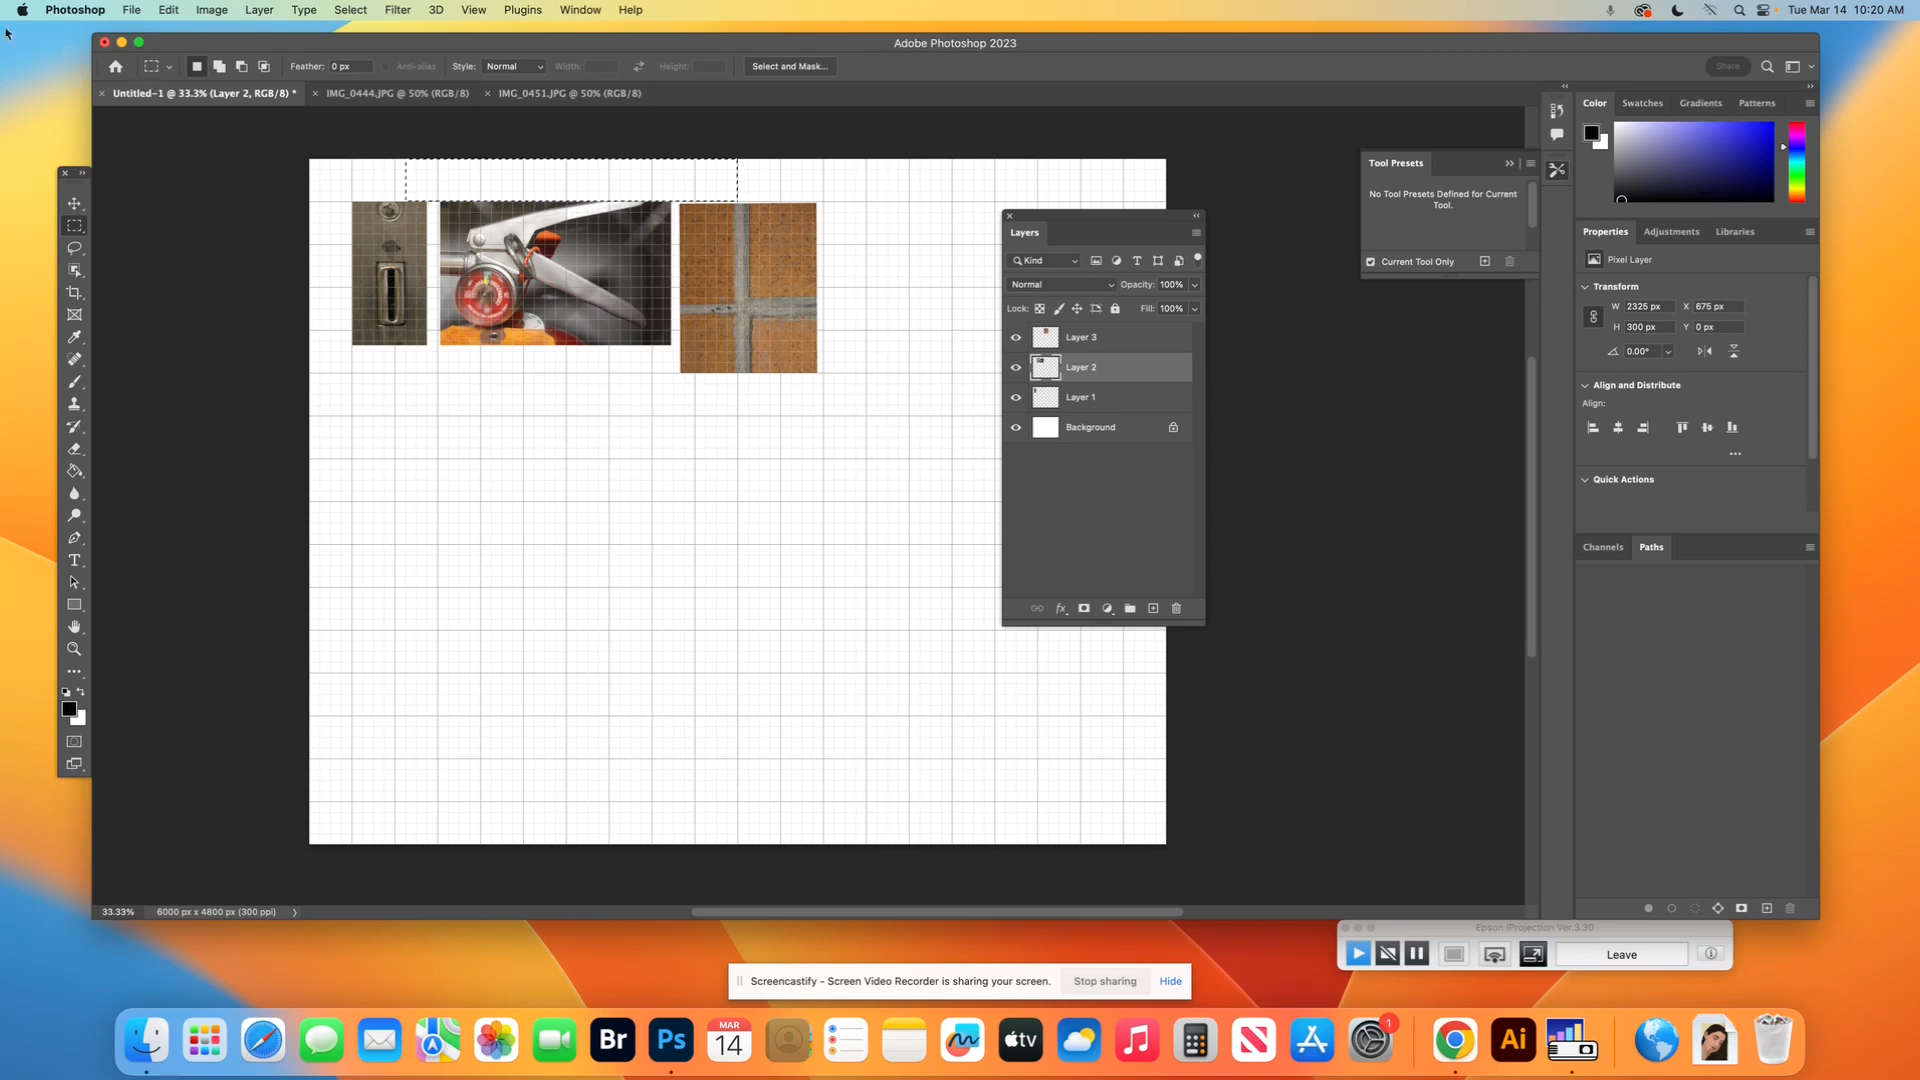 Photoshop File Edit Image Layer Type Select Filter 3D View Plugins Window Help Tue Mar 14 10:20 AM
Adobe Photoshop 2023
Feather: 0 px Anti-alias Style: Normal Width: Height: Select and Mask... Share
Untitled-1 @ 33.3% (Layer 2, RGB/8) * IMG_0444.JPG @ 50% (RGB/8) IMG_0451.JPG @ 50% (RGB/8)
Color Swatches Gradients Patterns
Tool Presets
No Tool Presets Defined for Current
Tool.
Current Tool Only
Layers
Kind
Normal Opacity: 100%
Lock: Fill: 100%
Layer 3
Layer 2
Layer 1
Background
Properties Adjustments Libraries
Pixel Layer
Transform
W 2325 px X 675 px
H 300 px Y 0 px
0.00°
Align and Distribute
Align:
Quick Actions
Channels Paths
33.33% 6000 px x 4800 px (300 ppi)
Epson iProjection Ver.3.30
Leave
Screencastify - Screen Video Recorder is sharing your screen. Stop sharing Hide
Br Ps MAR
14
tv
1
Ai